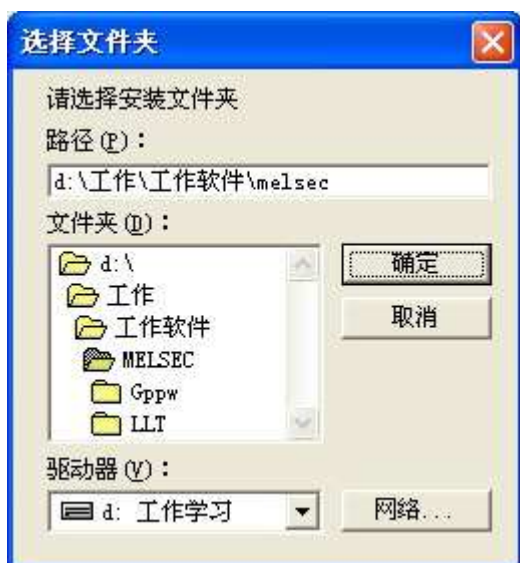 选择文件夹
请选择安装文件夹
路径(P)：
d:\工作\工作软件\melsec
文件夹(D)：
d:\
工作
工作软件
MELSEC
Gppw
LLT
确定
取消
驱动器(V)：
d: 工作学习
网络...